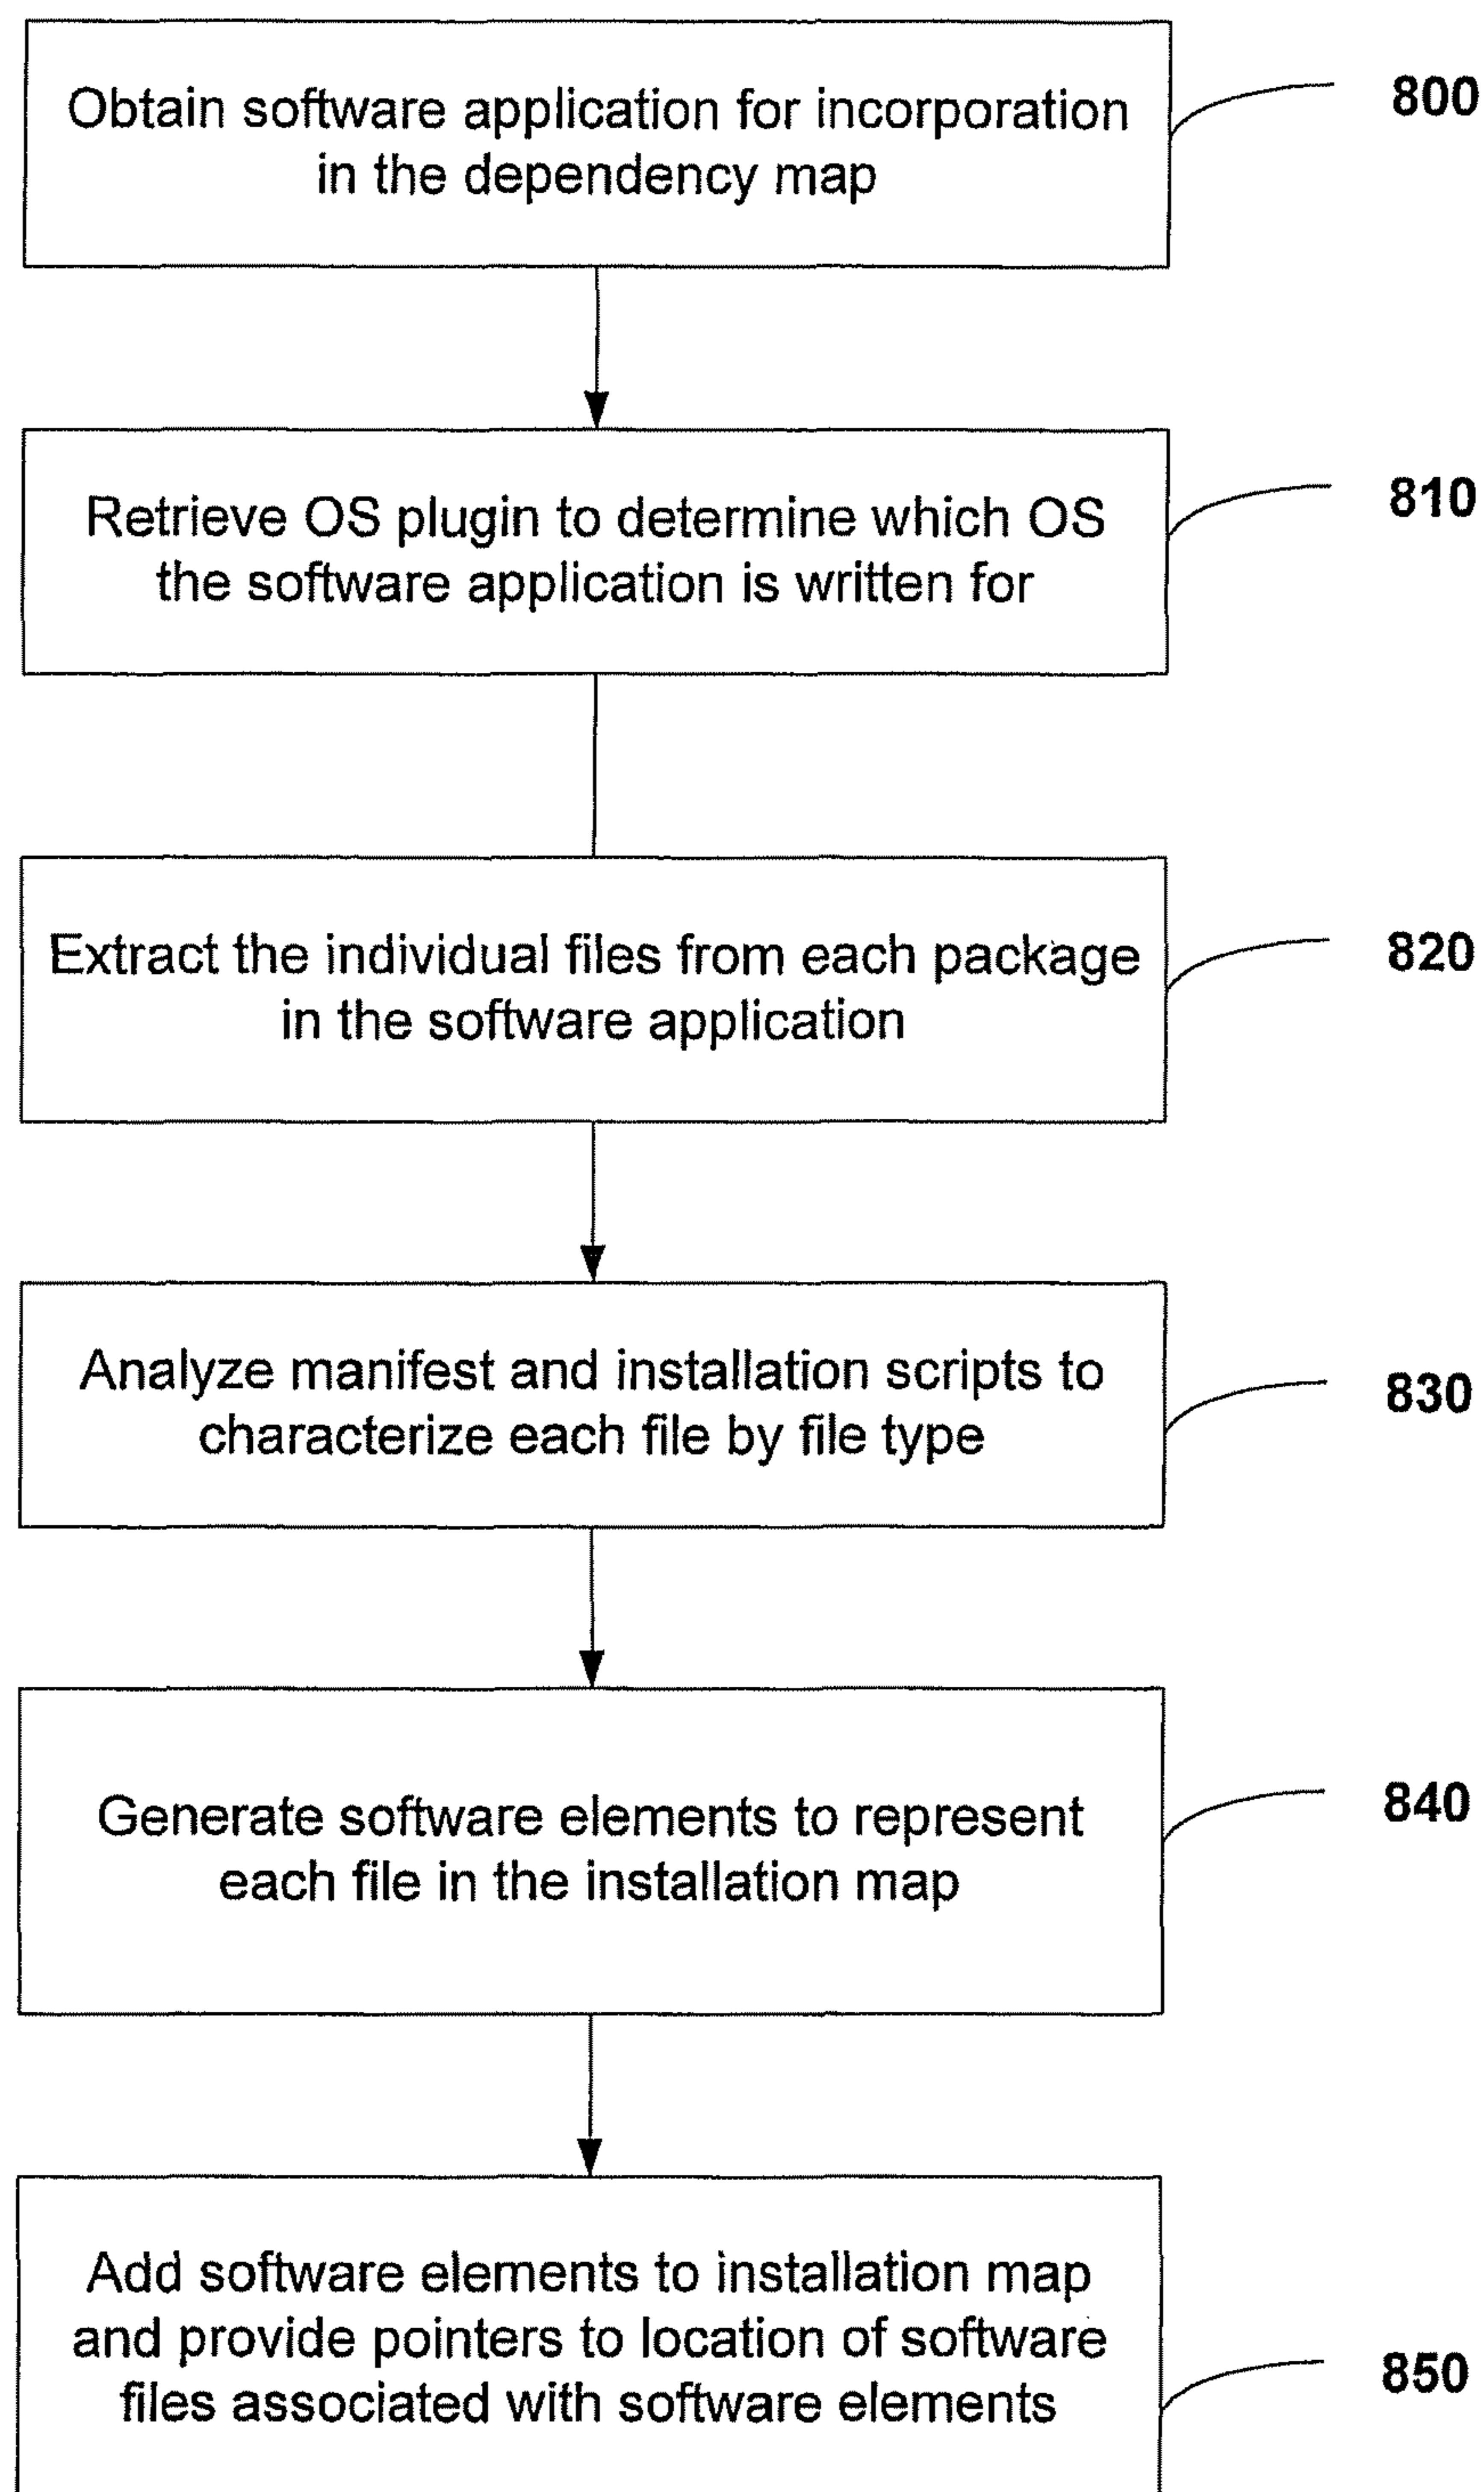 Obtain software application for incorporation
in the dependency map
800
Retrieve OS plugin to determine which OS
the software application is written for
810
Extract the individual files from each package
in the software application
820
Analyze manifest and installation scripts to
characterize each file by file type
830
Generate software elements to represent
each file in the installation map
840
Add software elements to installation map
and provide pointers to location of software
files associated with software elements
850